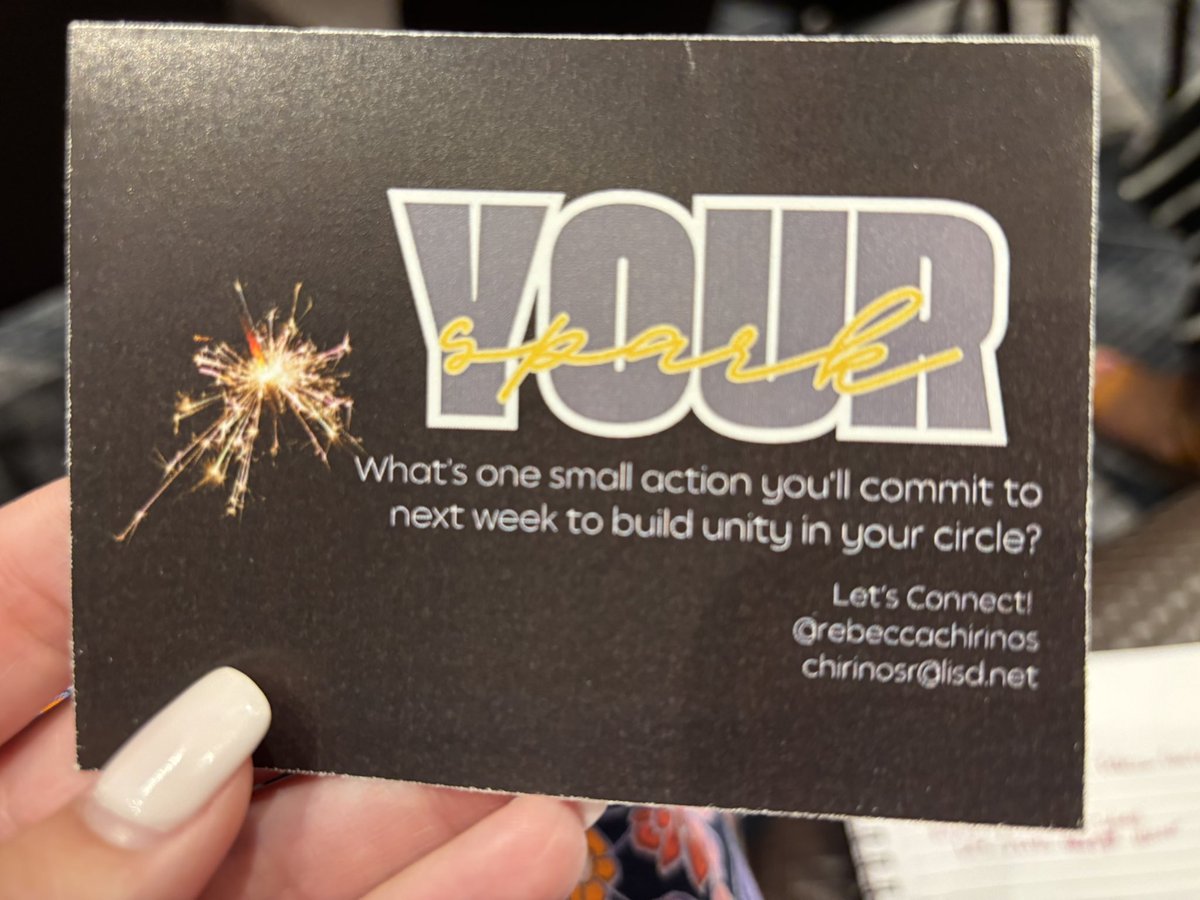 YOUR
spark
What's one small action you'll commit to
next week to build unity in your circle?
Let's Connect!
@rebeccachirinos
chirinosr@lisd.net